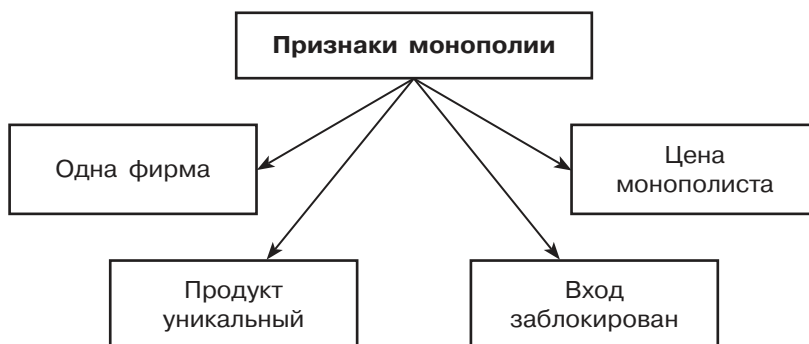 Признаки монополии
Одна фирма
Цена
монополиста
Продукт
уникальный
Вход
заблокирован